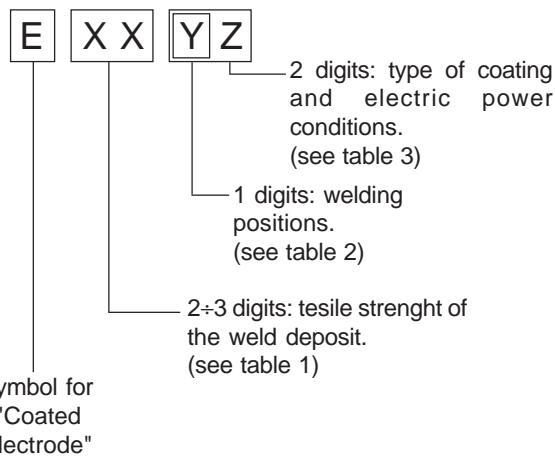 E XX YZ
2 digits: type of coating
and electric power
conditions.
(see table 3)
1 digits: welding
positions.
(see table 2)
2÷3 digits: tesile strenght of
the weld deposit.
(see table 1)
ymbol for
"Coated
lectrode"